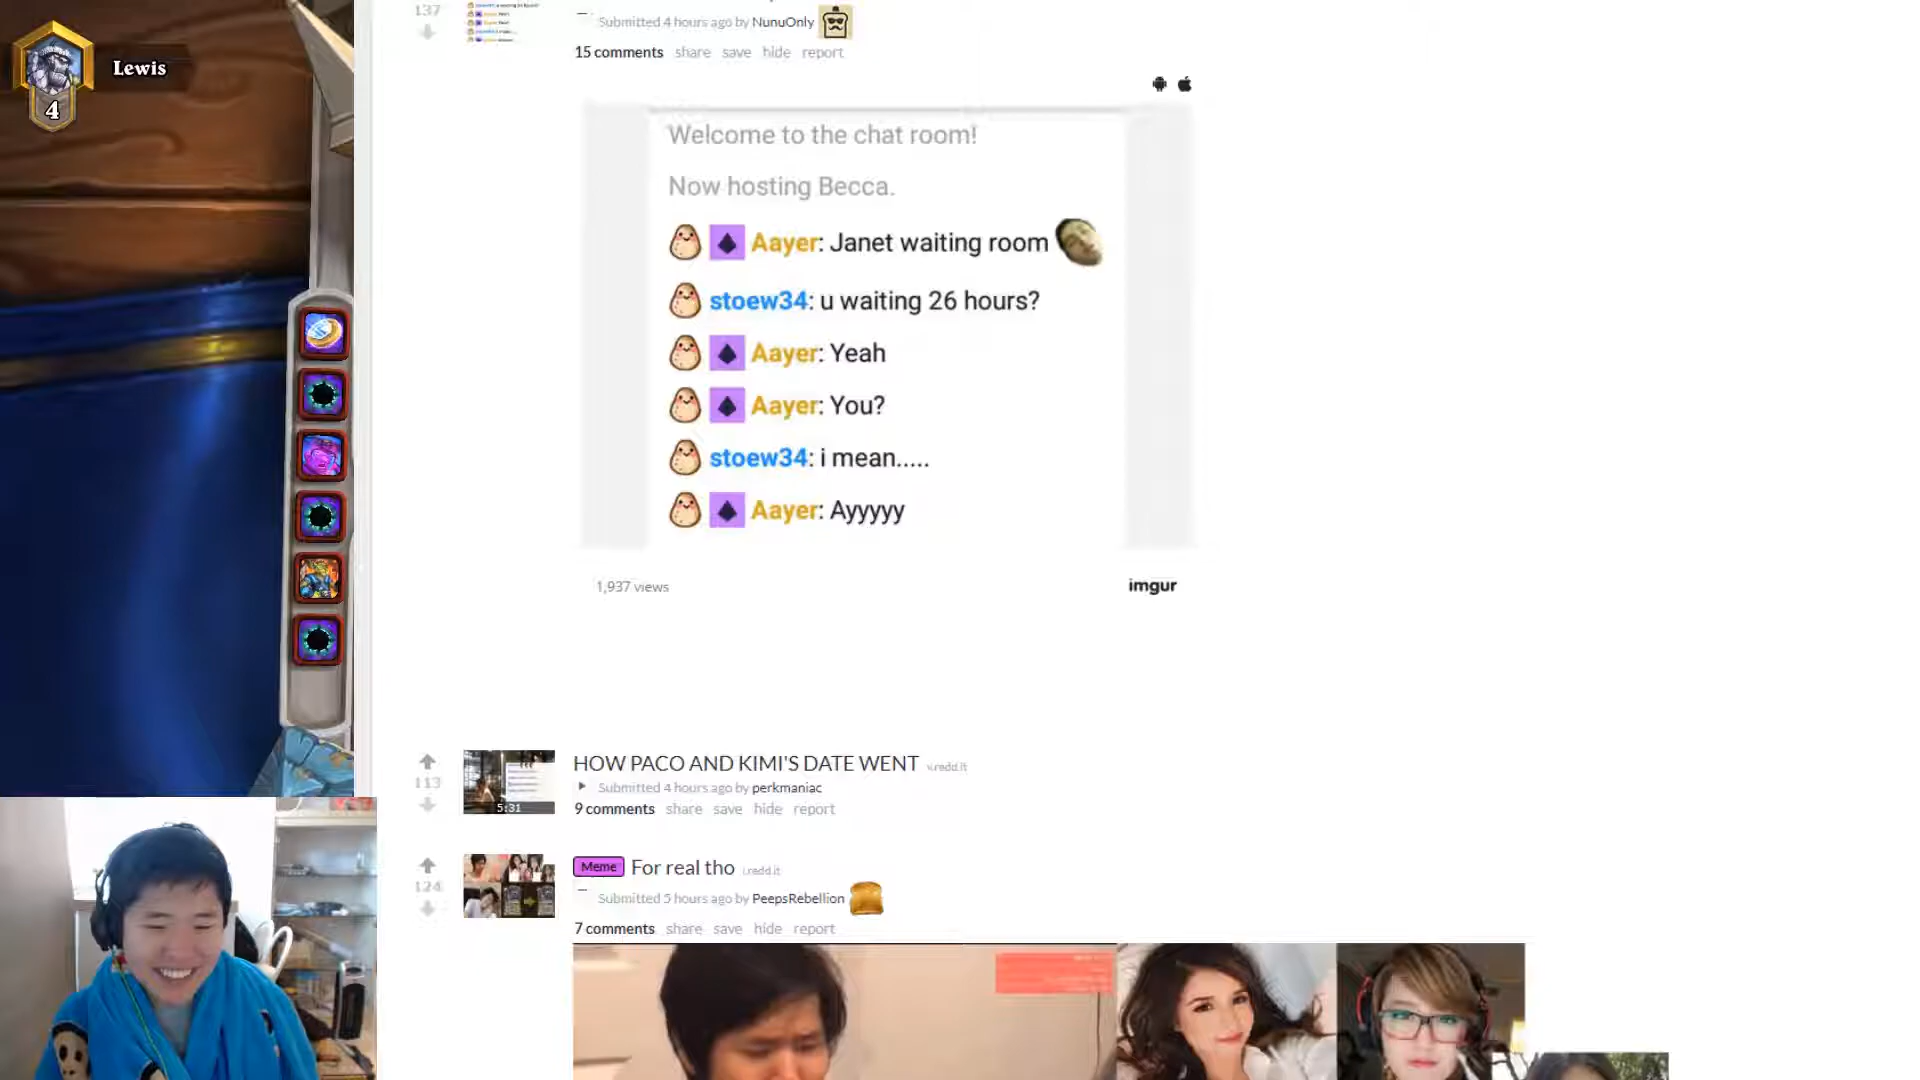 Lewis
4
137
Submitted 4 hours ago by NunuOnly
15 comments share save hide report
Welcome to the chat room!
Now hosting Becca.
Aayer: Janet waiting room
stoew34: u waiting 26 hours?
Aayer: Yeah
Aayer: You?
stoew34: i mean.....
Aayer: Ayyyyy
1,937 views
imgur
HOW PACO AND KIMI'S DATE WENT v.redd.it
113
Submitted 4 hours ago by perkmaniac
5:31
9 comments share save hide report
Meme For real tho i.redd.it
124
Submitted 5 hours ago by PeepsRebellion
7 comments share save hide report